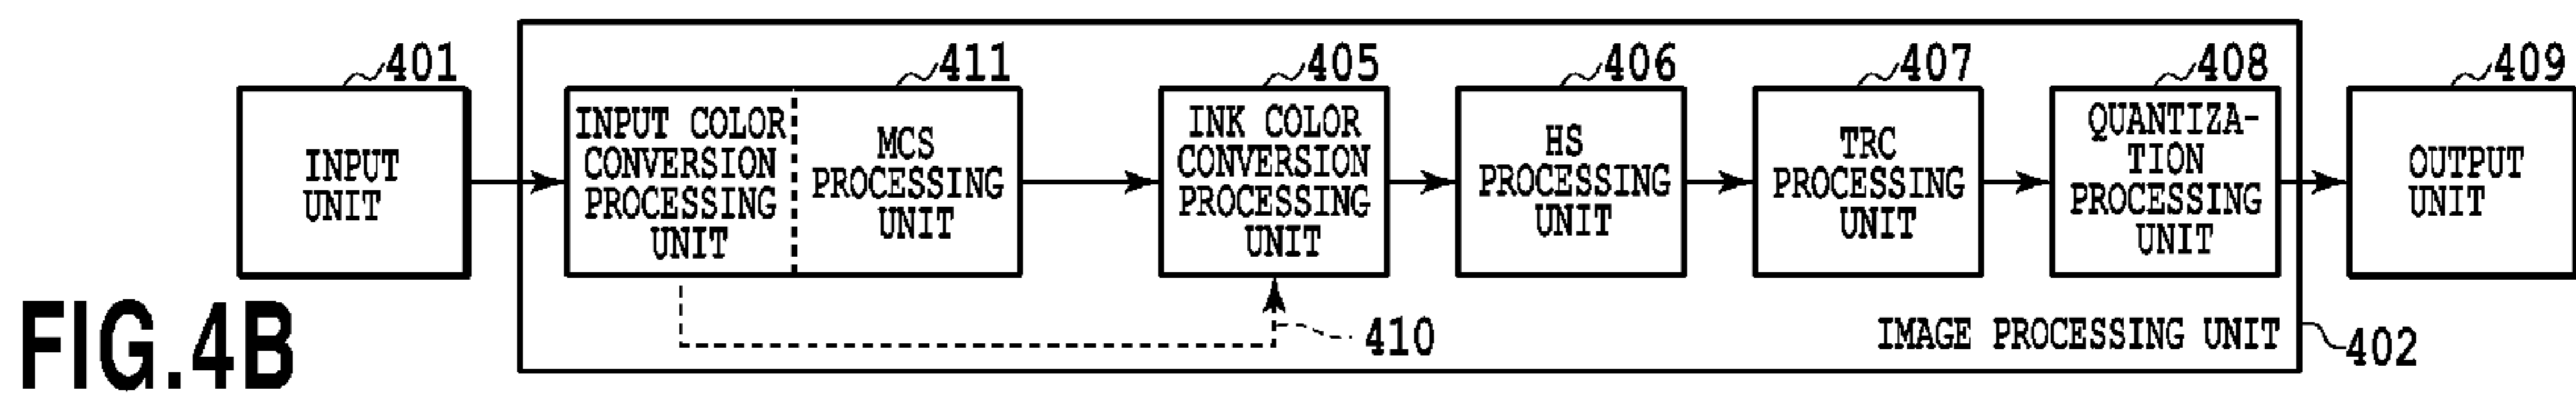 401
411
405
406
407
408
409
INPUT
UNIT
INPUT COLOR
CONVERSION
PROCESSING
UNIT
MCS
PROCESSING
UNIT
INK COLOR
CONVERSION
PROCESSING
UNIT
HS
PROCESSING
UNIT
TRC
PROCESSING
UNIT
QUANTIZA-
TION
PROCESSING
UNIT
OUTPUT
UNIT
410
IMAGE PROCESSING UNIT
402
FIG.4B